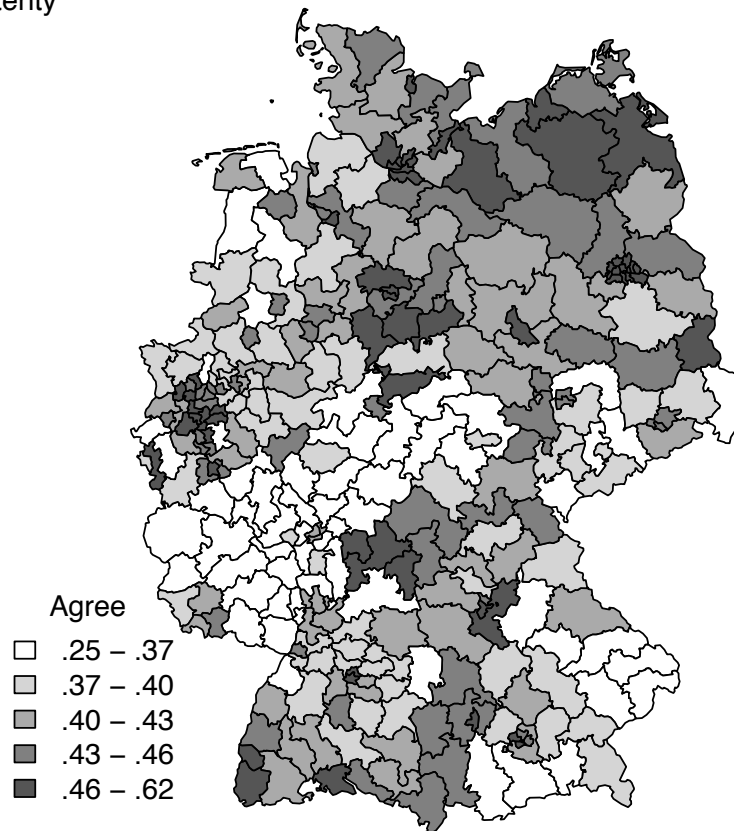 Agree
.25 – .37
.37 – .40
.40 – .43
.43 – .46
.46 – .62